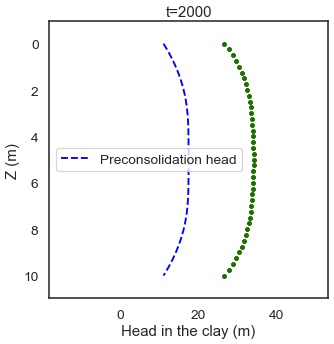 t=2000
0
2
4
6
8
10
Z (m)
Preconsolidation head
0
20
40
Head in the clay (m)